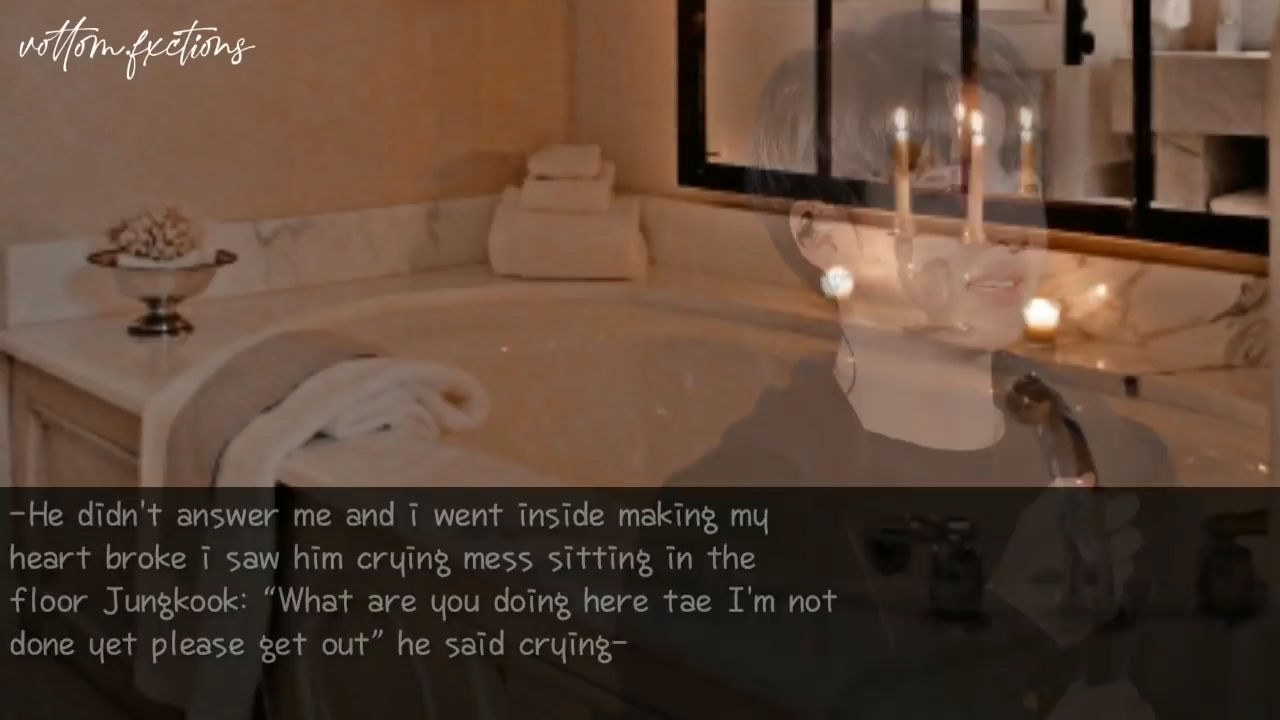 vottom.fxctions
-He didn't answer me and i went inside making my
heart broke i saw him crying mess sitting in the
floor Jungkook: “What are you doing here tae I'm not
done yet please get out” he said crying-